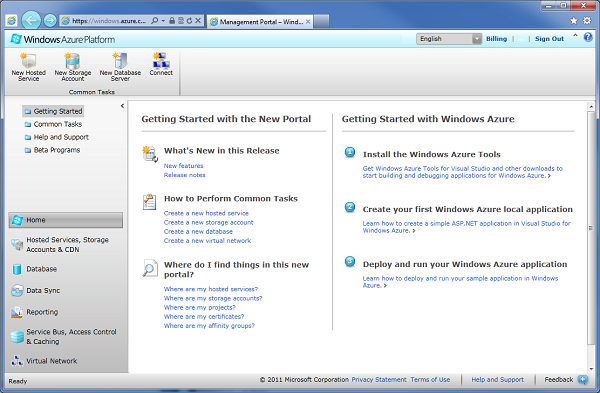 https://windows.azure.c...
Management Portal – Wind...
Windows Azure Platform
English
Billing
Sign Out
New Hosted
Service
New Storage
Account
New Database
Server
Connect
Common Tasks
Getting Started
Common Tasks
Help and Support
Beta Programs
Home
Hosted Services, Storage
Accounts & CDN
Database
Data Sync
Reporting
Service Bus, Access Control
& Caching
Virtual Network
Getting Started with the New Portal
What's New in this Release
New features
Release notes
How to Perform Common Tasks
Create a new hosted service
Create a new storage account
Create a new database
Create a new virtual network
Where do I find things in this new
portal?
Where are my hosted services?
Where are my storage accounts?
Where are my projects?
Where are my certificates?
Where are my affinity groups?
Getting Started with Windows Azure
1
Install the Windows Azure Tools
Get Windows Azure Tools for Visual Studio and other downloads to
start building and debugging applications for Windows Azure.
2
Create your first Windows Azure local application
Learn how to create a simple ASP.NET application in Visual Studio for
Windows Azure.
3
Deploy and run your Windows Azure application
Learn how to deploy and run your sample application in Windows
Azure.
Ready
© 2011 Microsoft Corporation Privacy Statement Terms of Use
Help and Support
Feedback